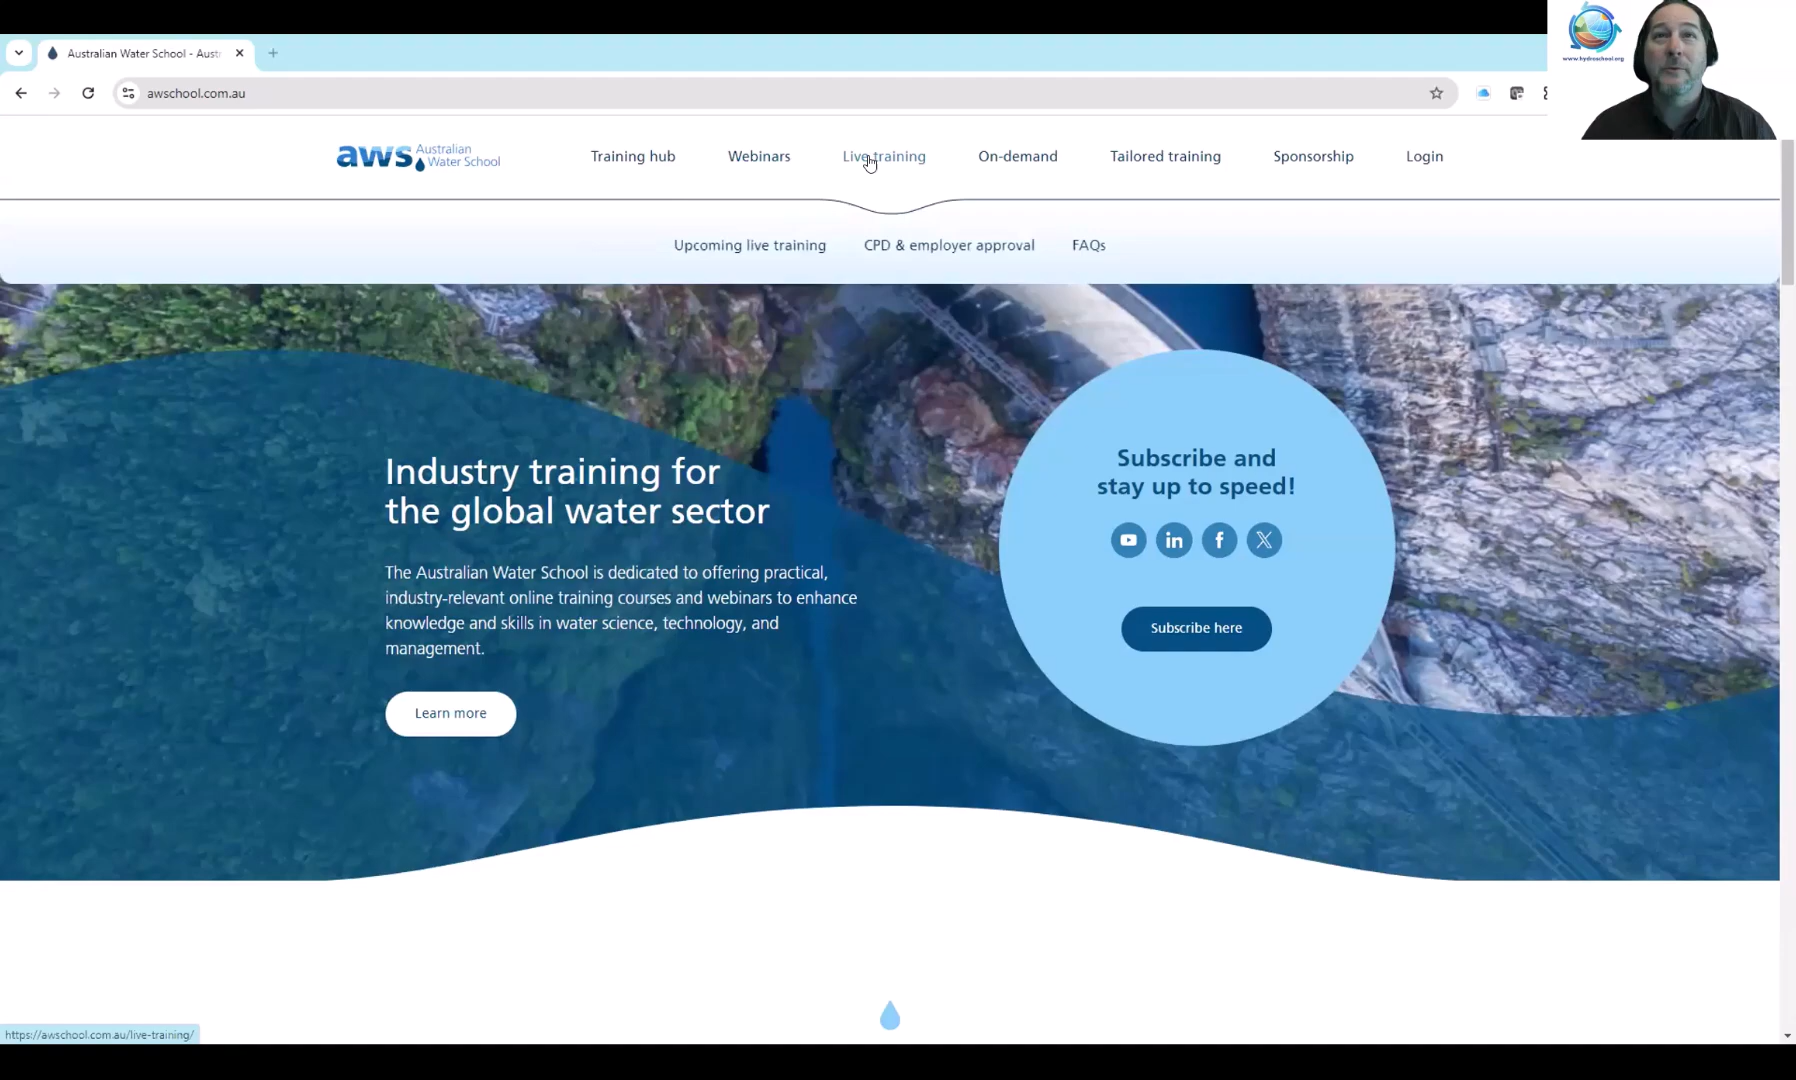 Australian Water School - Aust
awschool.com.au
www.hydroschool.org
aws Australian
Water School
Training hub
Webinars
Live training
On-demand
Tailored training
Sponsorship
Login
Upcoming live training
CPD & employer approval
FAQs
Industry training for
the global water sector
The Australian Water School is dedicated to offering practical,
industry-relevant online training courses and webinars to enhance
knowledge and skills in water science, technology, and
management.
Learn more
Subscribe and
stay up to speed!
Subscribe here
https://awschool.com.au/live-training/